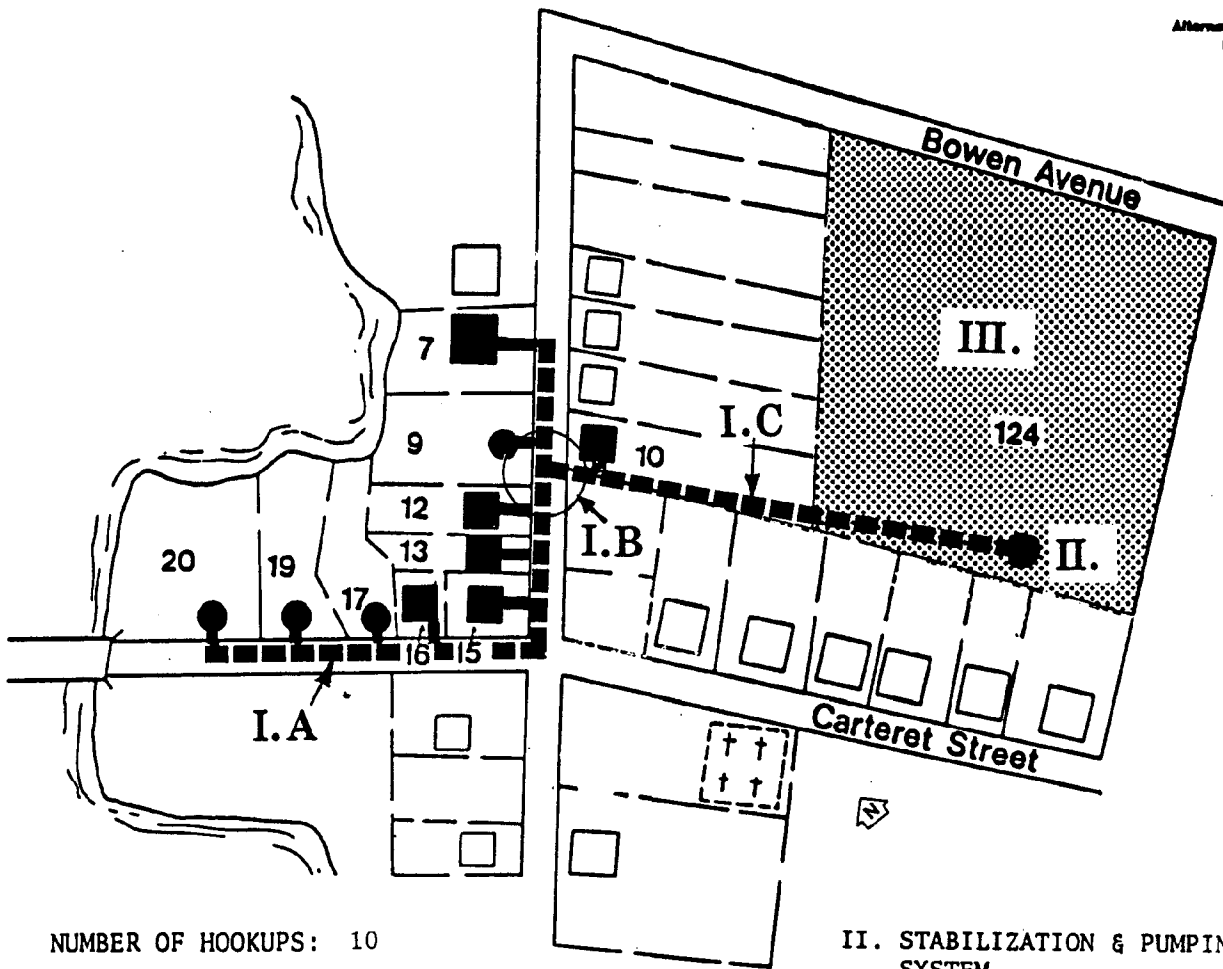 Bowen Avenue
III.
7
124
I.C
9
10
12
I.B
13
II.
20
19
17
16
15
I.A
Carteret Street
N
NUMBER OF HOOKUPS: 10
II. STABILIZATION & PUMPIN
SYSTEM